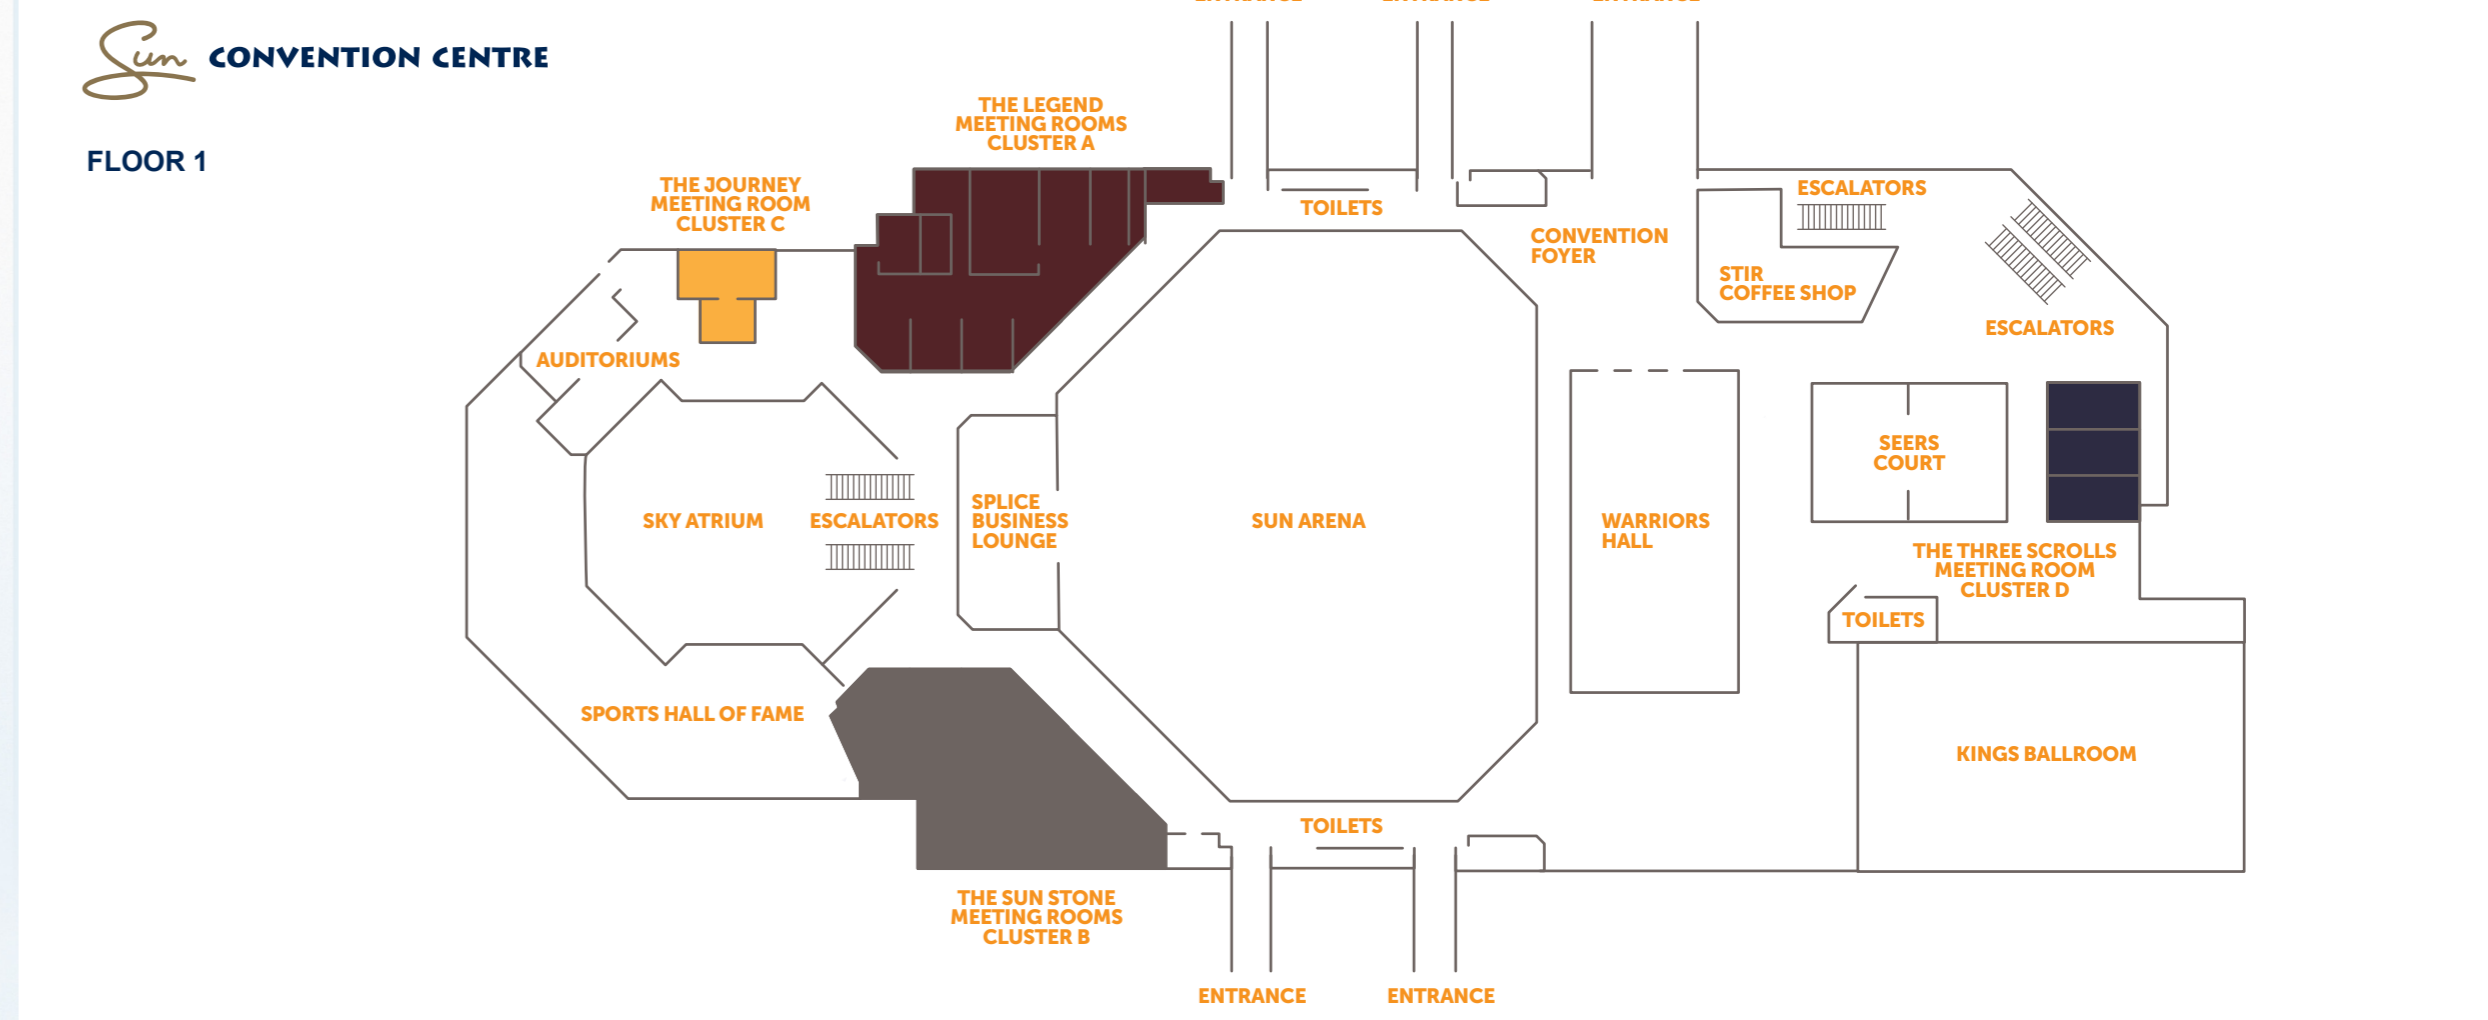 ENTRANCE ENTRANCE ENTRANCE
Sun CONVENTION CENTRE
FLOOR 1
THE LEGEND
MEETING ROOMS
CLUSTER A
THE JOURNEY
MEETING ROOM
CLUSTER C
TOILETS
ESCALATORS
CONVENTION
FOYER
STIR
COFFEE SHOP
ESCALATORS
AUDITORIUMS
SEERS
COURT
SKY ATRIUM
ESCALATORS
SPLICE
BUSINESS
LOUNGE
SUN ARENA
WARRIORS
HALL
THE THREE SCROLLS
MEETING ROOM
CLUSTER D
TOILETS
SPORTS HALL OF FAME
KINGS BALLROOM
TOILETS
THE SUN STONE
MEETING ROOMS
CLUSTER B
ENTRANCE
ENTRANCE